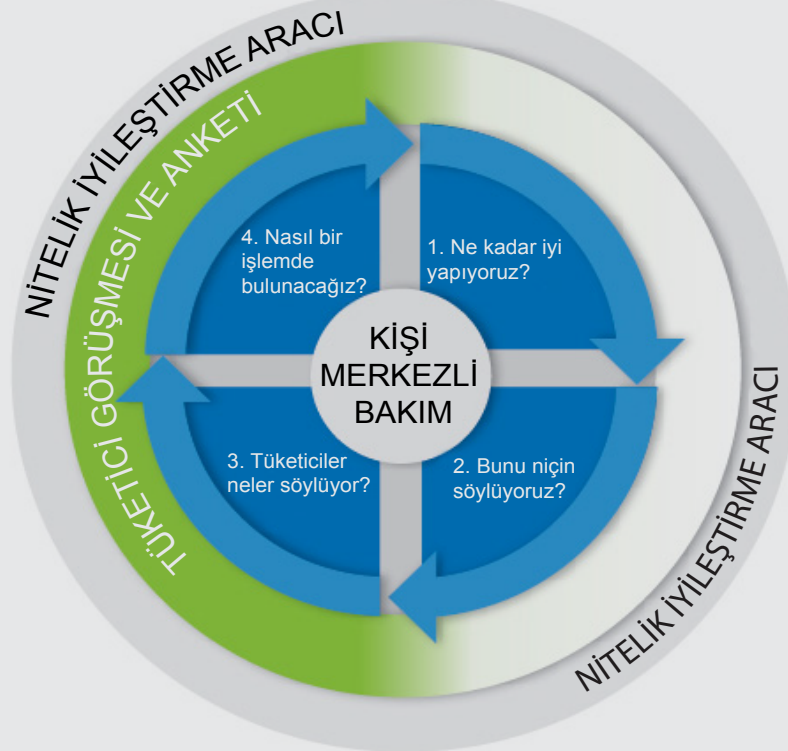 NİTELİK İYİLEŞTİRME ARACI
TÜKETİCİ GÖRÜŞMESİ VE ANKETİ
4. Nasıl bir
işlemde
bulunacağız?
1. Ne kadar iyi
yapıyoruz?
KİŞİ
MERKEZLİ
BAKIM
3. Tüketiciler
neler söylüyor?
2. Bunu niçin
söylüyoruz?
NİTELİK İYİLEŞTİRME ARACI